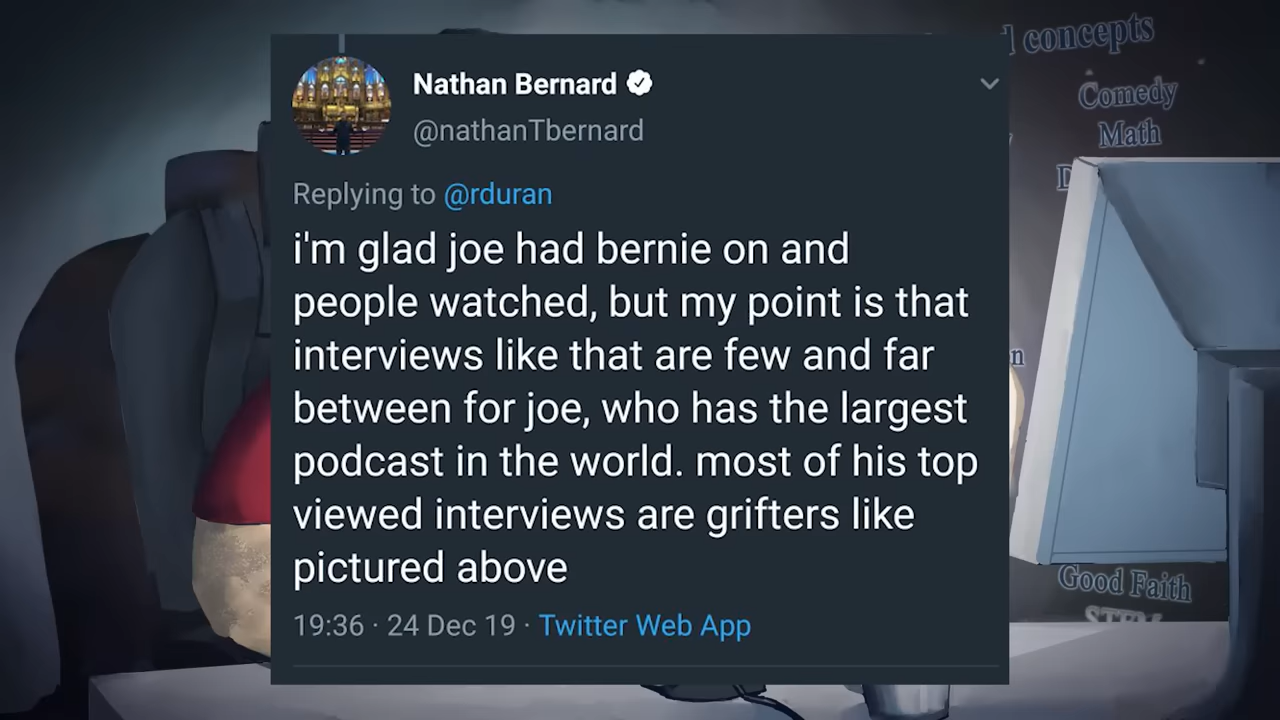 Nathan Bernard
@nathanTbernard
Replying to @rduran
i'm glad joe had bernie on and
people watched, but my point is that
interviews like that are few and far
between for joe, who has the largest
podcast in the world. most of his top
viewed interviews are grifters like
pictured above
19:36 · 24 Dec 19 · Twitter Web App
concepts
Comedy
Math
Good Faith